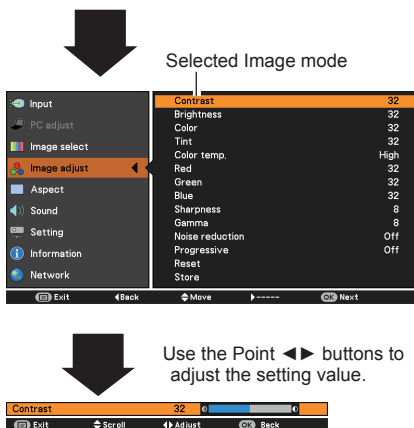 Selected Image mode
Input
PC adjust
Image select
Image adjust
Aspect
Sound
Setting
Information
Network
Contrast 32
Brightness 32
Color 32
Tint 32
Color temp. High
Red 32
Green 32
Blue 32
Sharpness 8
Gamma 8
Noise reduction Off
Progressive Off
Reset
Store
Exit ◀Back Move ▶----- OK Next
Use the Point ◄► buttons to
adjust the setting value.
Contrast 32
Exit Scroll Adjust OK Back